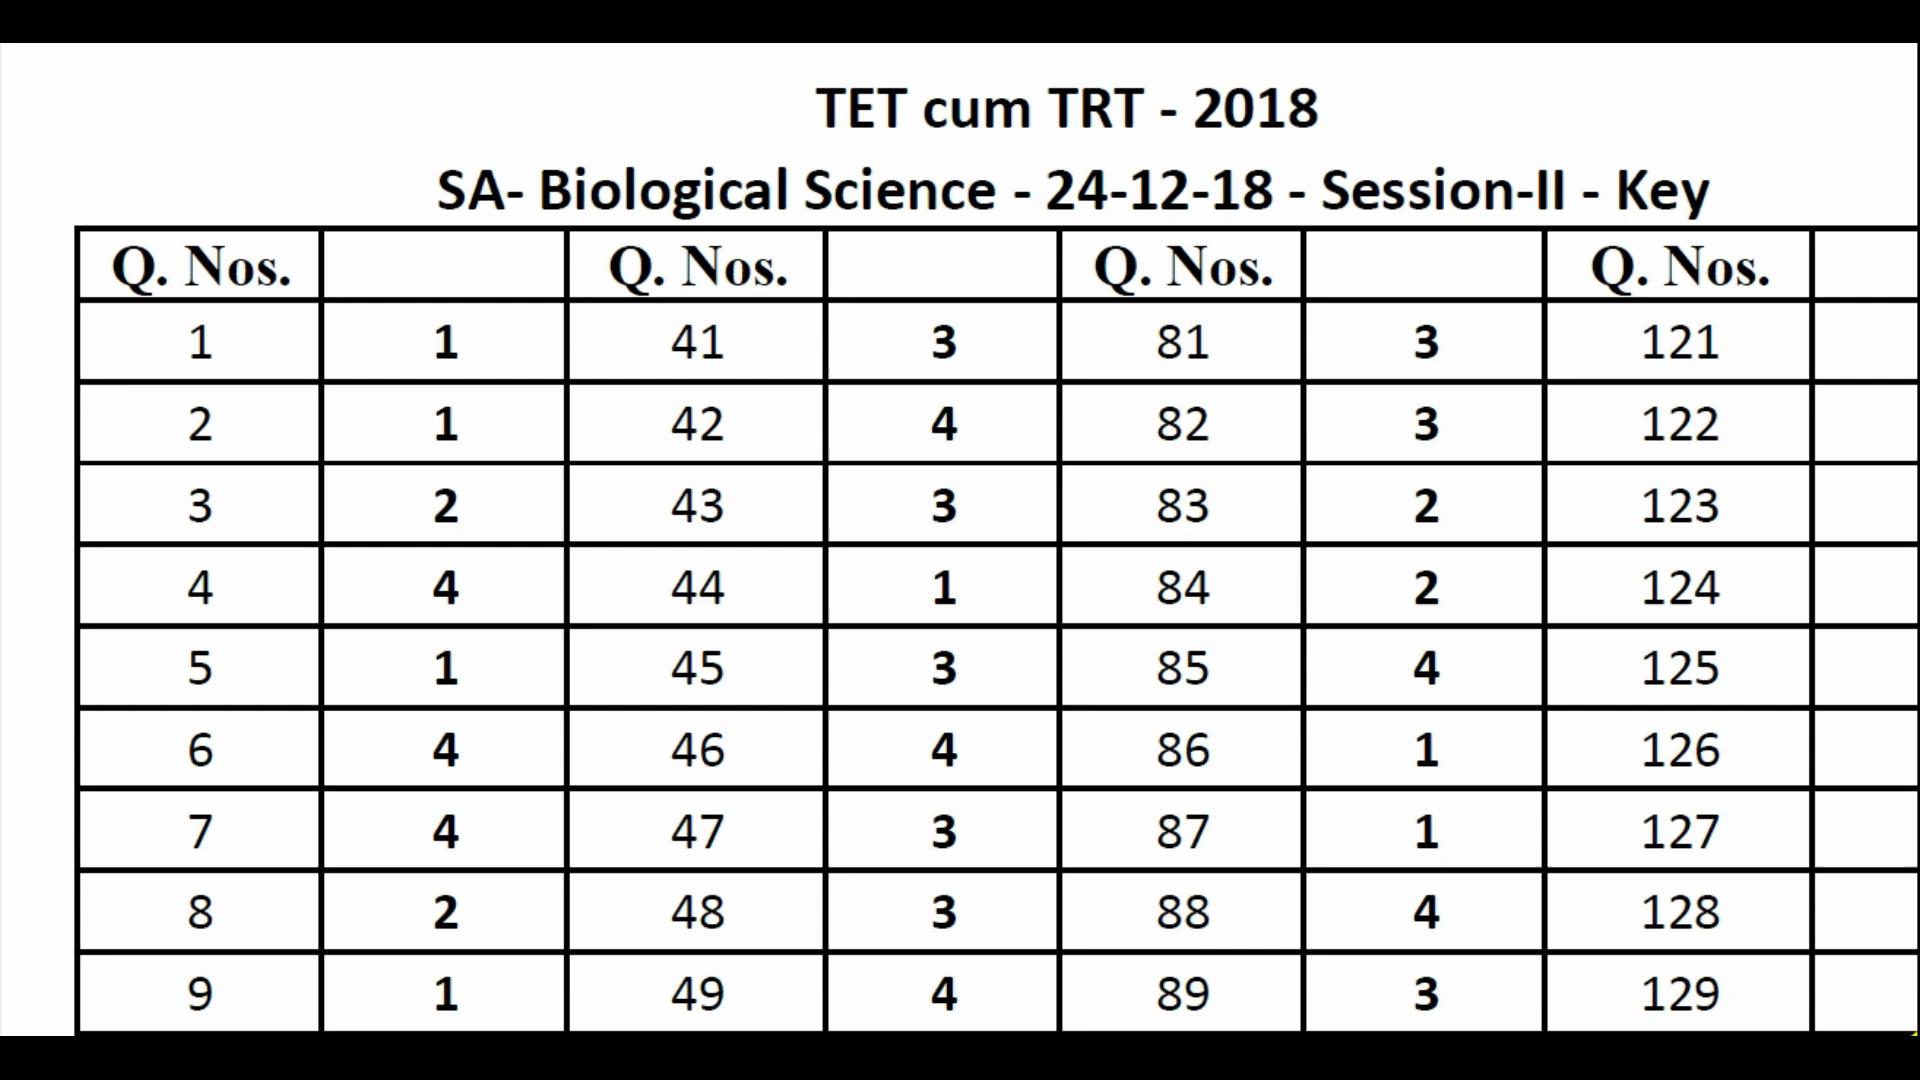 TET cum TRT - 2018
SA- Biological Science - 24-12-18 - Session-II - Key
Q. Nos. Q. Nos. Q. Nos. Q. Nos.
1 1 41 3 81 3 121
2 1 42 4 82 3 122
3 2 43 3 83 2 123
4 4 44 1 84 2 124
5 1 45 3 85 4 125
6 4 46 4 86 1 126
7 4 47 3 87 1 127
8 2 48 3 88 4 128
9 1 49 4 89 3 129